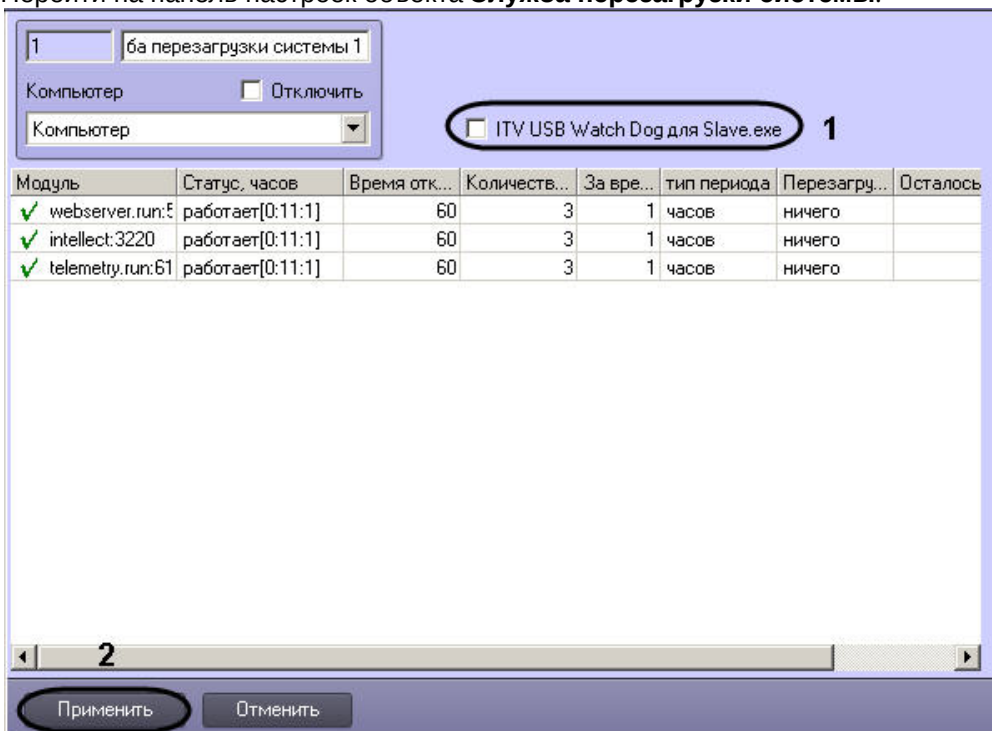 Перейти на панель настроек объекта Служба перезагрузки системы.
1 ба перезагрузки системы 1
Компьютер Отключить
Компьютер
ITV USB Watch Dog для Slave.exe 1
Модуль Статус, часов Время отк... Количеств... За вре... тип периода Перезагру... Осталось
webserver.run:5 работает[0:11:1] 60 3 1 часов ничего
intellect:3220 работает[0:11:1] 60 3 1 часов ничего
telemetry.run:61 работает[0:11:1] 60 3 1 часов ничего
2
Применить Отменить